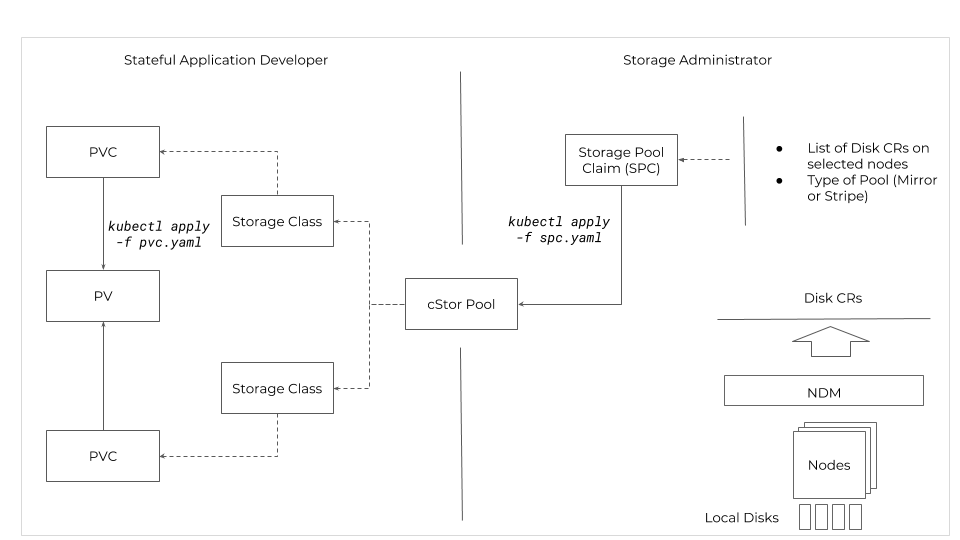 Stateful Application Developer
Storage Administrator
PVC
Storage Pool
Claim (SPC)
● List of Disk CRs on
selected nodes
● Type of Pool (Mirror
or Stripe)
Storage Class
kubectl apply
-f pvc.yaml
kubectl apply
-f spc.yaml
PV
cStor Pool
Disk CRs
Storage Class
NDM
PVC
Nodes
Local Disks